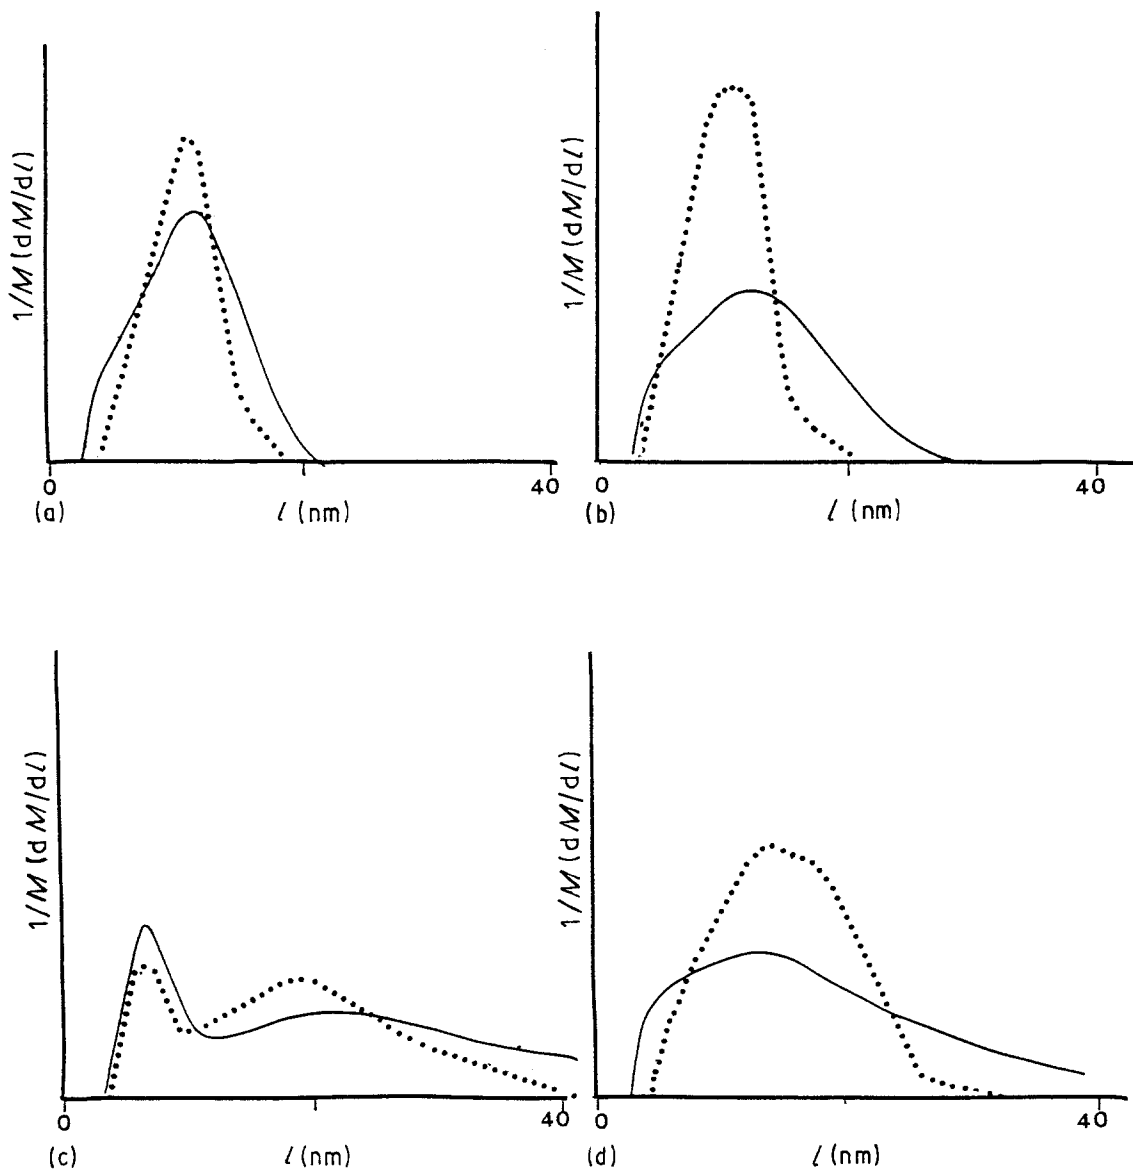 1/M (dM/dl)
1/M (dM/dl)
0 40
(a) l (nm)
0 40
(b) l (nm)
1/M (dM/dl)
1/M (dM/dl)
0 40
(c) l (nm)
0 40
(d) l (nm)